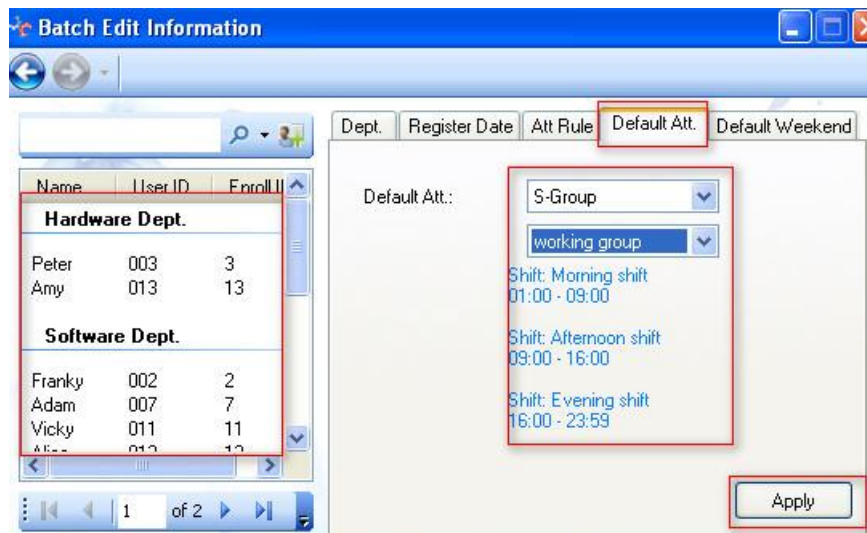 Batch Edit Information
Dept. Register Date Att Rule Default Att. Default Weekend
Name User ID
Hardware Dept.
Peter 003 3
Amy 013 13
Software Dept.
Franky 002 2
Adam 007 7
Vicky 011 11
1 of 2
Default Att.:
S-Group
working group
Shift: Morning shift
01:00 - 09:00
Shift: Afternoon shift
09:00 - 16:00
Shift: Evening shift
16:00 - 23:59
Apply